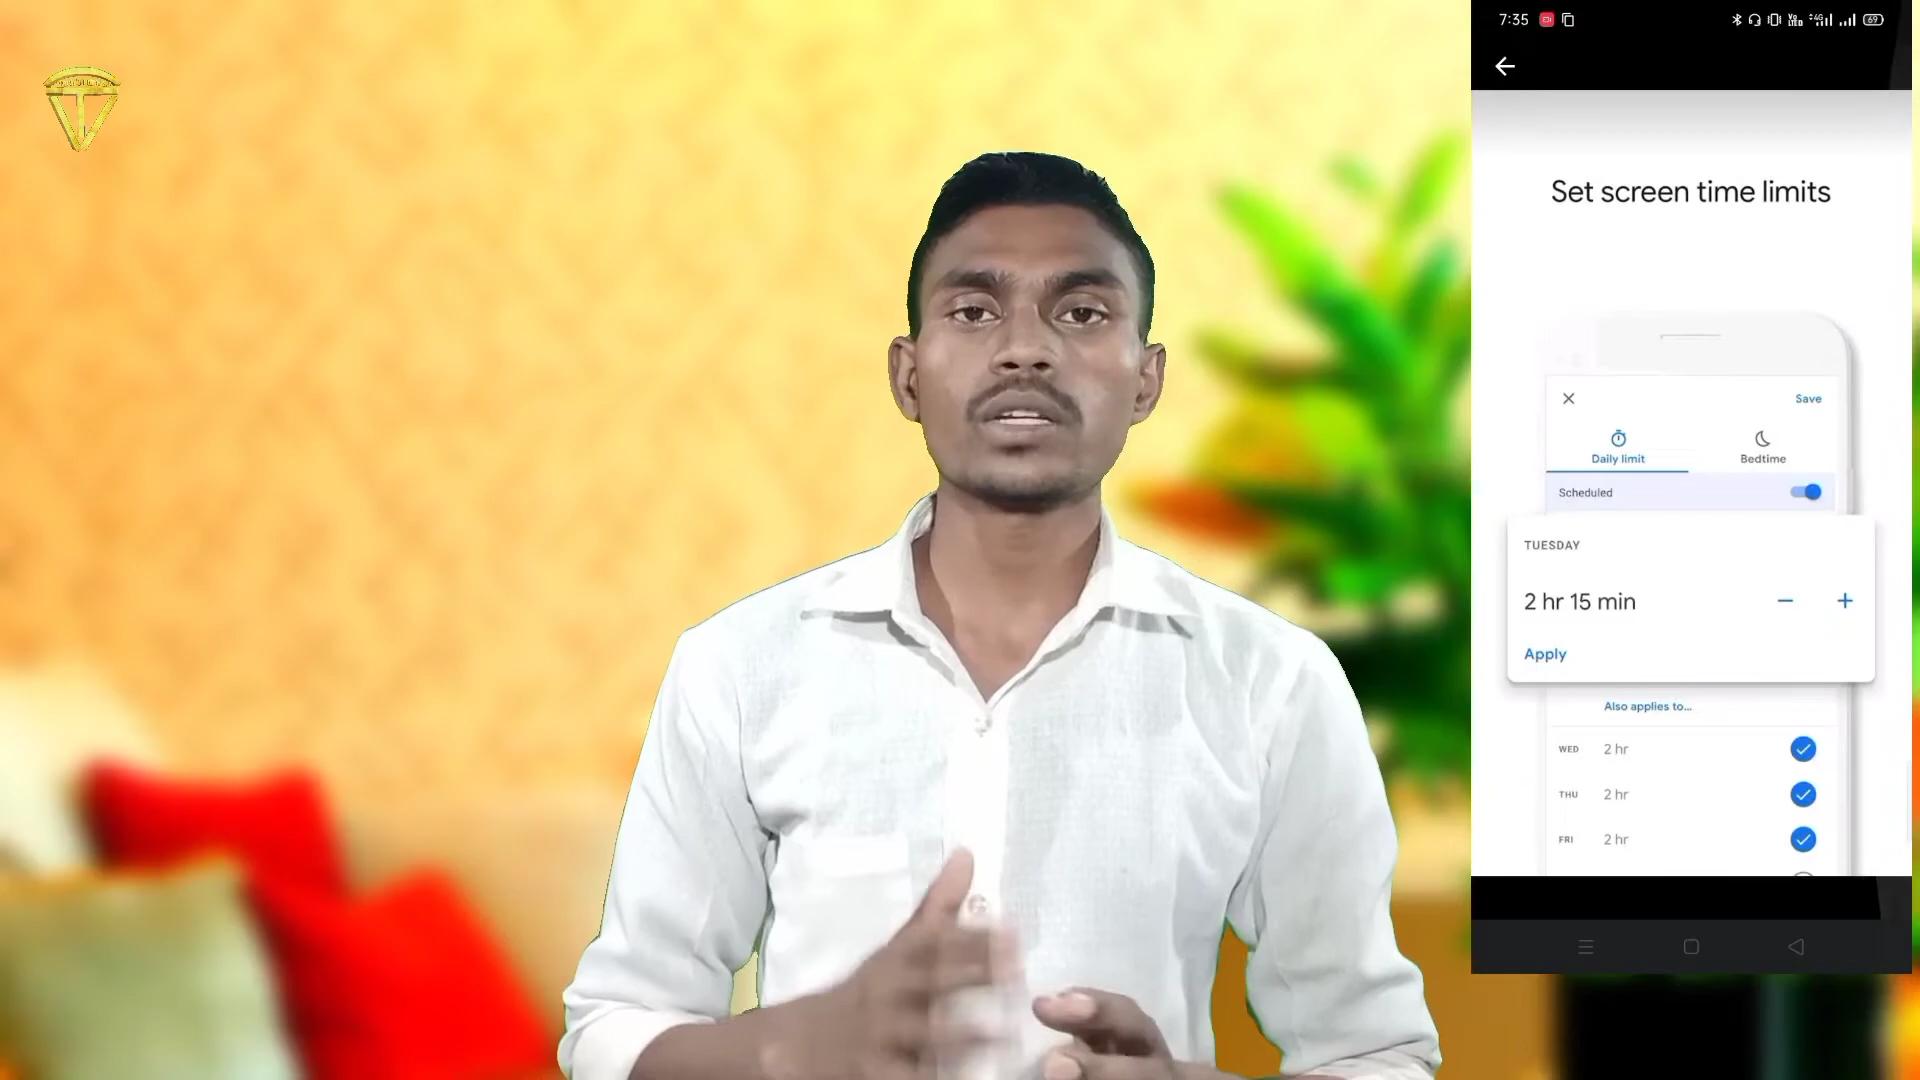 7:35
69
Set screen time limits
Save
Daily limit
Bedtime
Scheduled
TUESDAY
2 hr 15 min
Apply
Also applies to...
WED 2 hr
THU 2 hr
FRI 2 hr